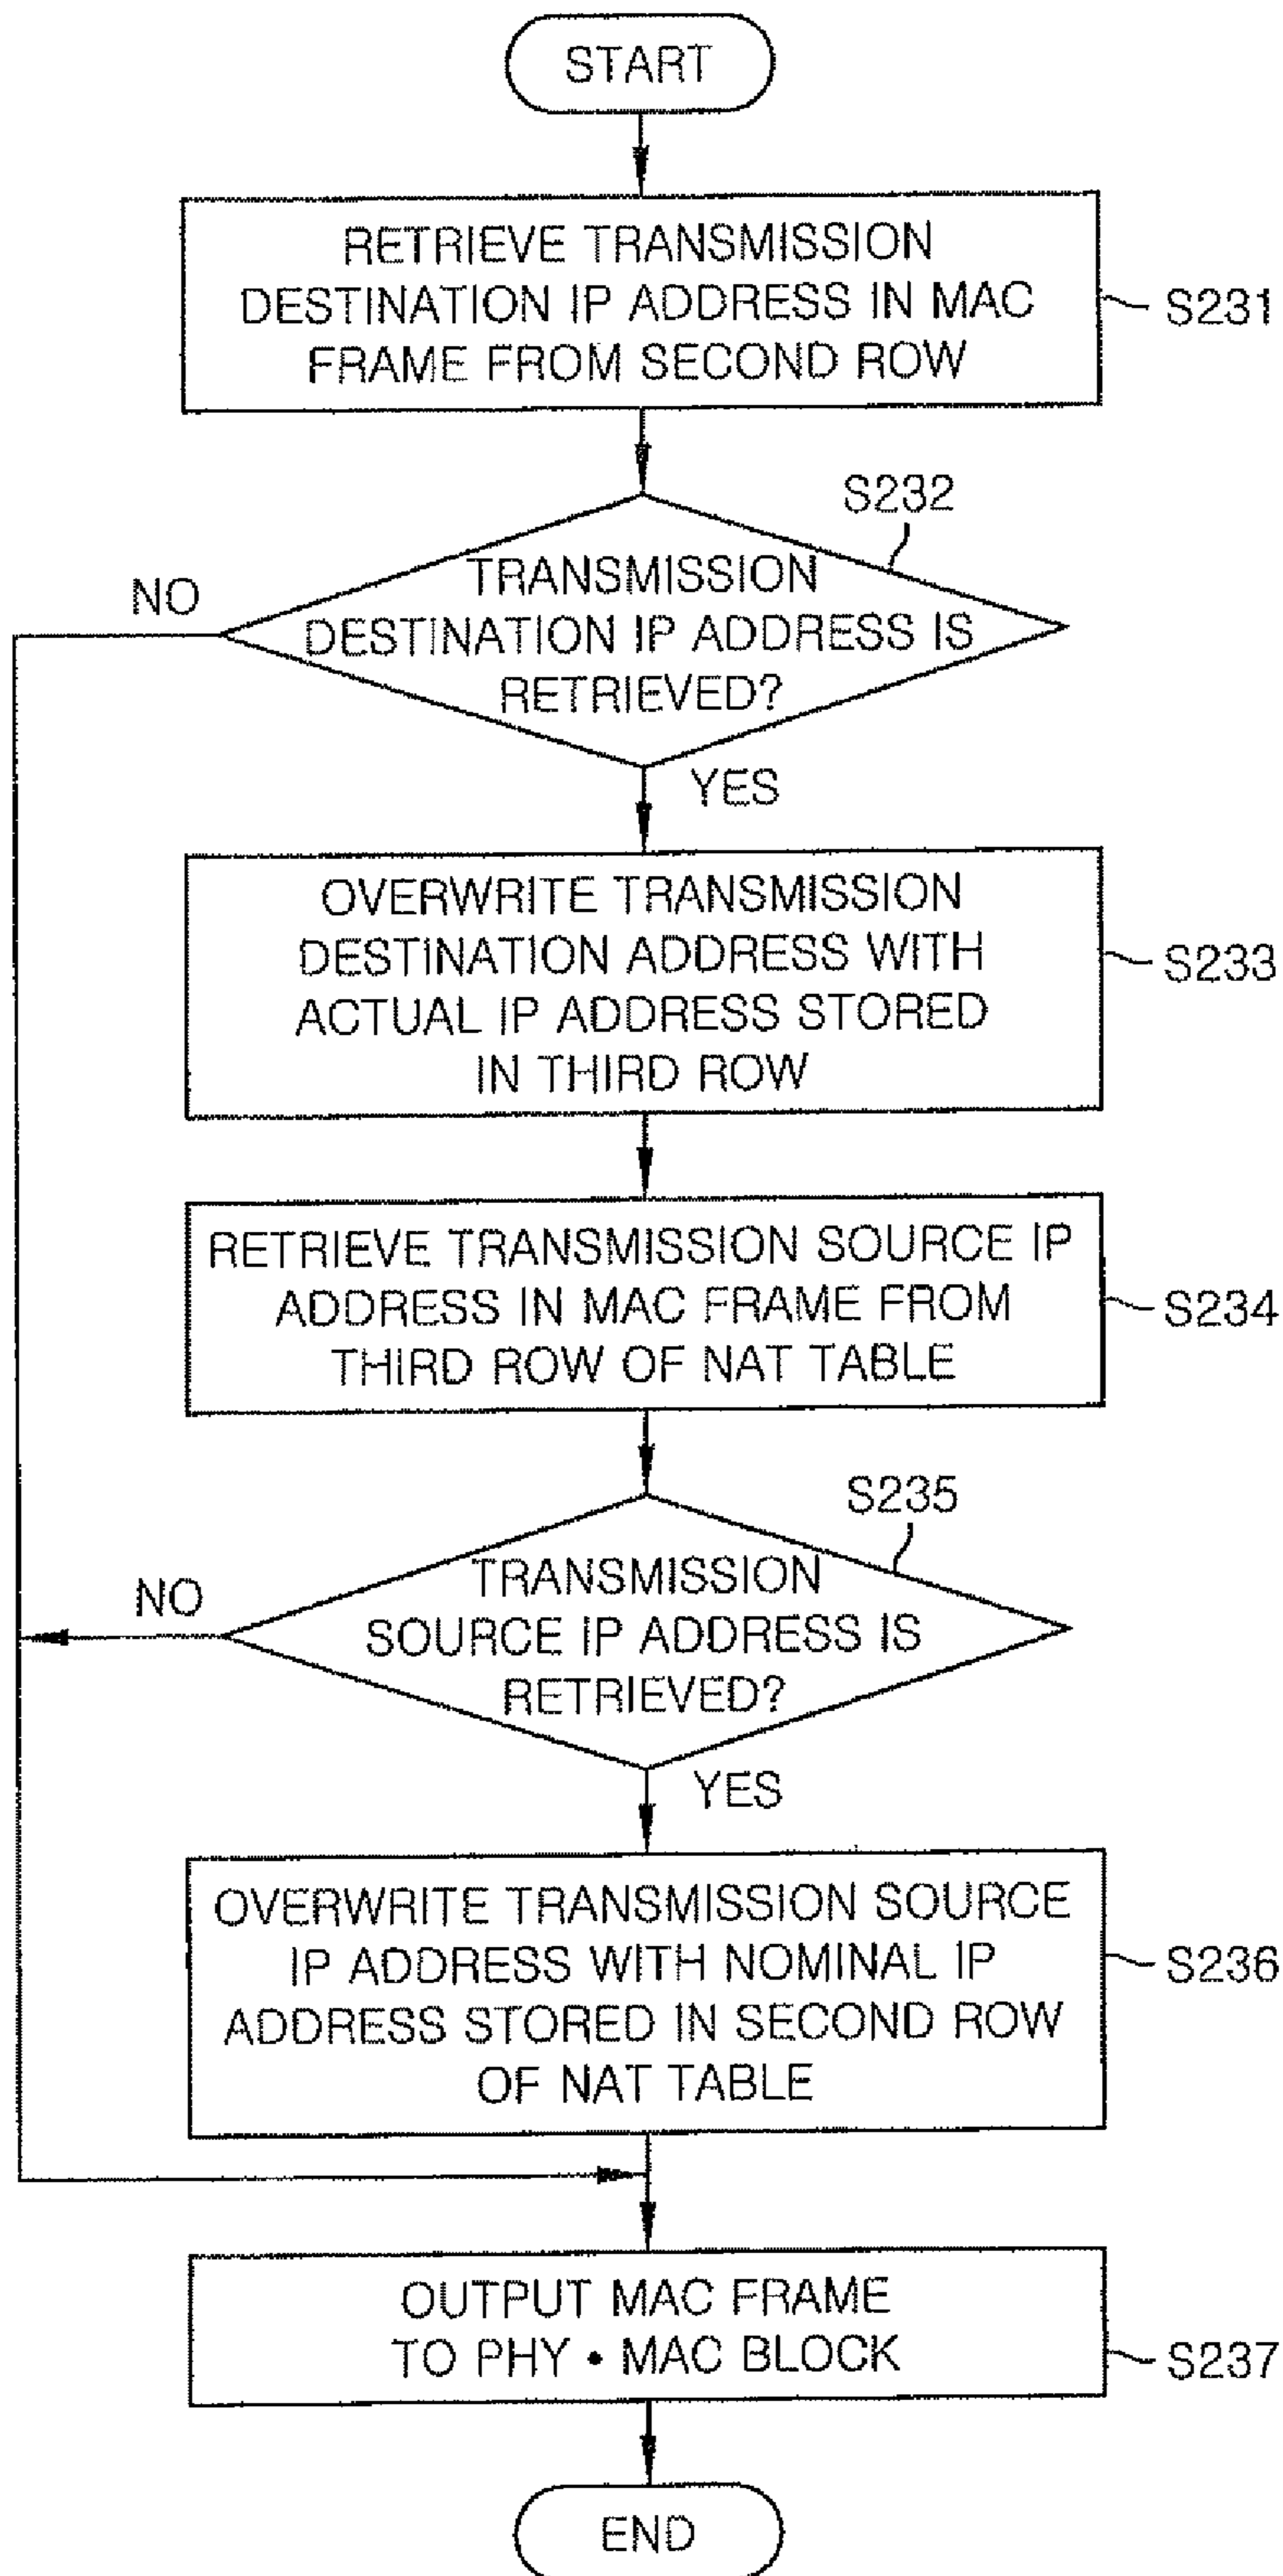 START
RETRIEVE TRANSMISSION
DESTINATION IP ADDRESS IN MAC
FRAME FROM SECOND ROW
S231
S232
TRANSMISSION
DESTINATION IP ADDRESS IS
RETRIEVED?
NO
YES
OVERWRITE TRANSMISSION
DESTINATION ADDRESS WITH
ACTUAL IP ADDRESS STORED
IN THIRD ROW
S233
RETRIEVE TRANSMISSION SOURCE IP
ADDRESS IN MAC FRAME FROM
THIRD ROW OF NAT TABLE
S234
S235
TRANSMISSION
SOURCE IP ADDRESS IS
RETRIEVED?
NO
YES
OVERWRITE TRANSMISSION SOURCE
IP ADDRESS WITH NOMINAL IP
ADDRESS STORED IN SECOND ROW
OF NAT TABLE
S236
OUTPUT MAC FRAME
TO PHY • MAC BLOCK
S237
END